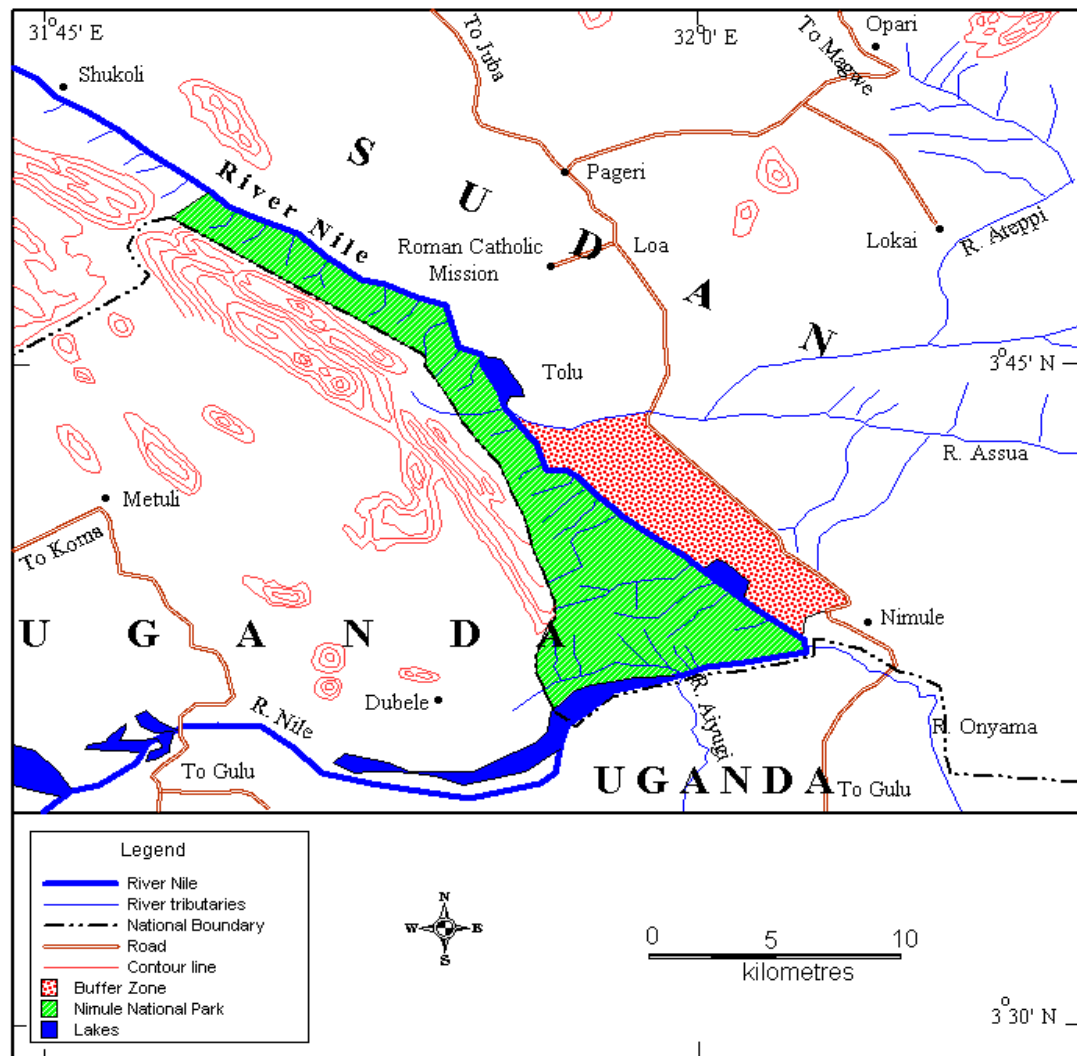 31°45' E
32°0' E
Opari
To Juba
To Magwe
Shukoli
SUDAN
Pageri
River Nile
Roman Catholic
Mission
Loa
Lokai
R. Ateppi
Tolu
3°45' N
R. Assua
Metuli
To Koma
UGANDA
Nimule
Dubele
R. Nile
R. Aiyugi
R. Onyama
To Gulu
UGANDA
To Gulu
Legend
River Nile
River tributaries
National Boundary
Road
Contour line
Buffer Zone
Nimule National Park
Lakes
N
W E
S
0 5 10
kilometres
3°30' N